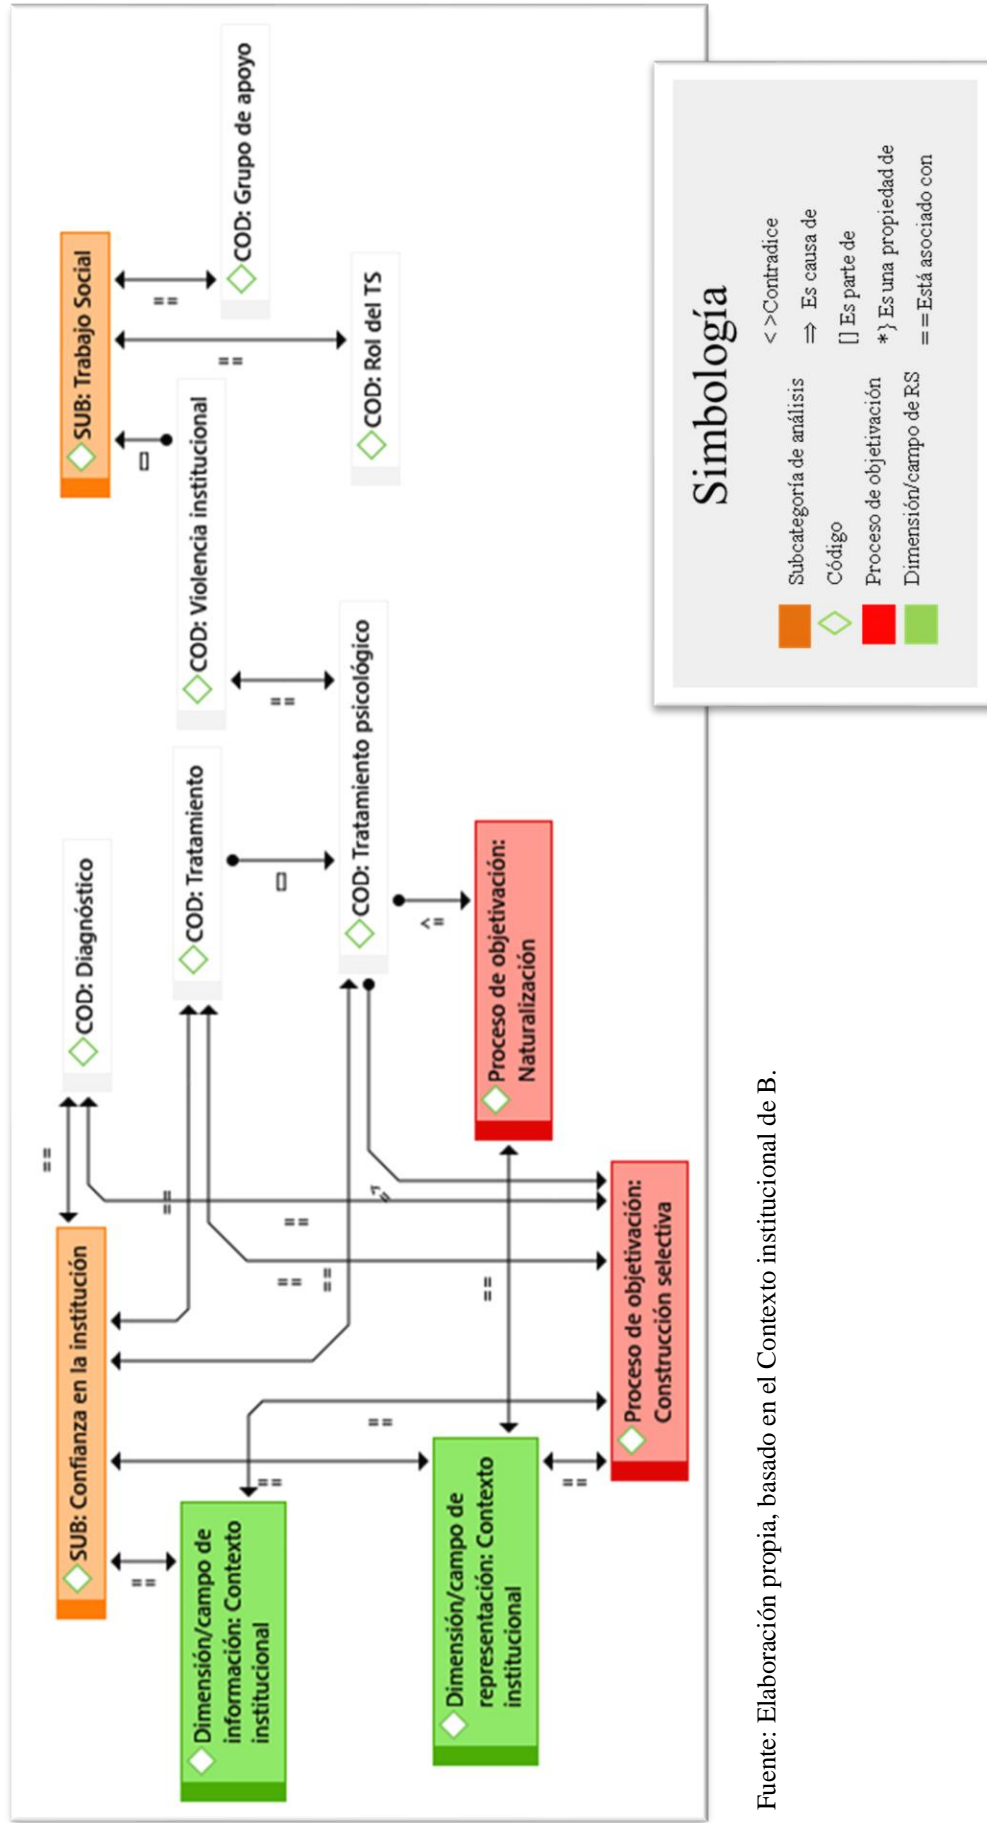 SUB: Confianza en la institución
COD: Diagnóstico
SUB: Trabajo Social
==
==
[]
==
==
Dimensión/campo de
información: Contexto
institucional
COD: Tratamiento
COD: Violencia institucional
COD: Grupo de apoyo
==
==
==
==
==
==
[]
==
COD: Tratamiento psicológico
COD: Rol del TS
=>
<=
Dimensión/campo de
representación: Contexto
institucional
==
Proceso de objetivación:
Naturalización
==
Proceso de objetivación:
Construcción selectiva
Simbología
Subcategoría de análisis
Código
Proceso de objetivación
Dimensión/campo de RS
< >Contradice
⇒ Es causa de
[] Es parte de
*} Es una propiedad de
==Está asociado con
Fuente: Elaboración propia, basado en el Contexto institucional de B.